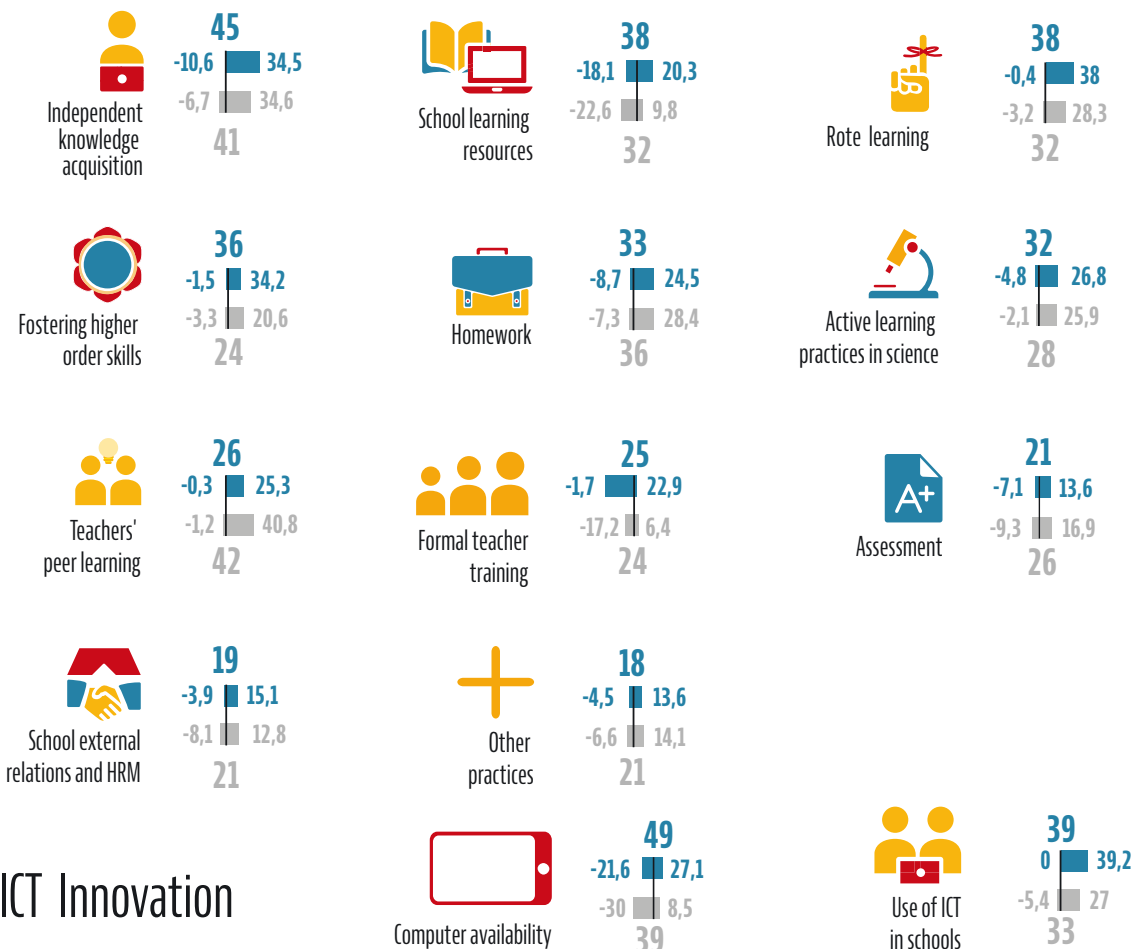 45
-10,6 34,5
-6,7 34,6
41
Independent
knowledge
acquisition
38
-18,1 20,3
-22,6 9,8
32
School learning
resources
38
-0,4 38
-3,2 28,3
32
Rote learning
36
-1,5 34,2
-3,3 20,6
24
Fostering higher
order skills
33
-8,7 24,5
-7,3 28,4
36
Homework
32
-4,8 26,8
-2,1 25,9
28
Active learning
practices in science
26
-0,3 25,3
-1,2 40,8
42
Teachers'
peer learning
25
-1,7 22,9
-17,2 6,4
24
Formal teacher
training
A+
21
-7,1 13,6
-9,3 16,9
26
Assessment
19
-3,9 15,1
-8,1 12,8
21
School external
relations and HRM
18
-4,5 13,6
-6,6 14,1
21
Other
practices
ICT Innovation
49
-21,6 27,1
-30 8,5
39
Computer availability
39
0 39,2
-5,4 27
33
Use of ICT
in schools